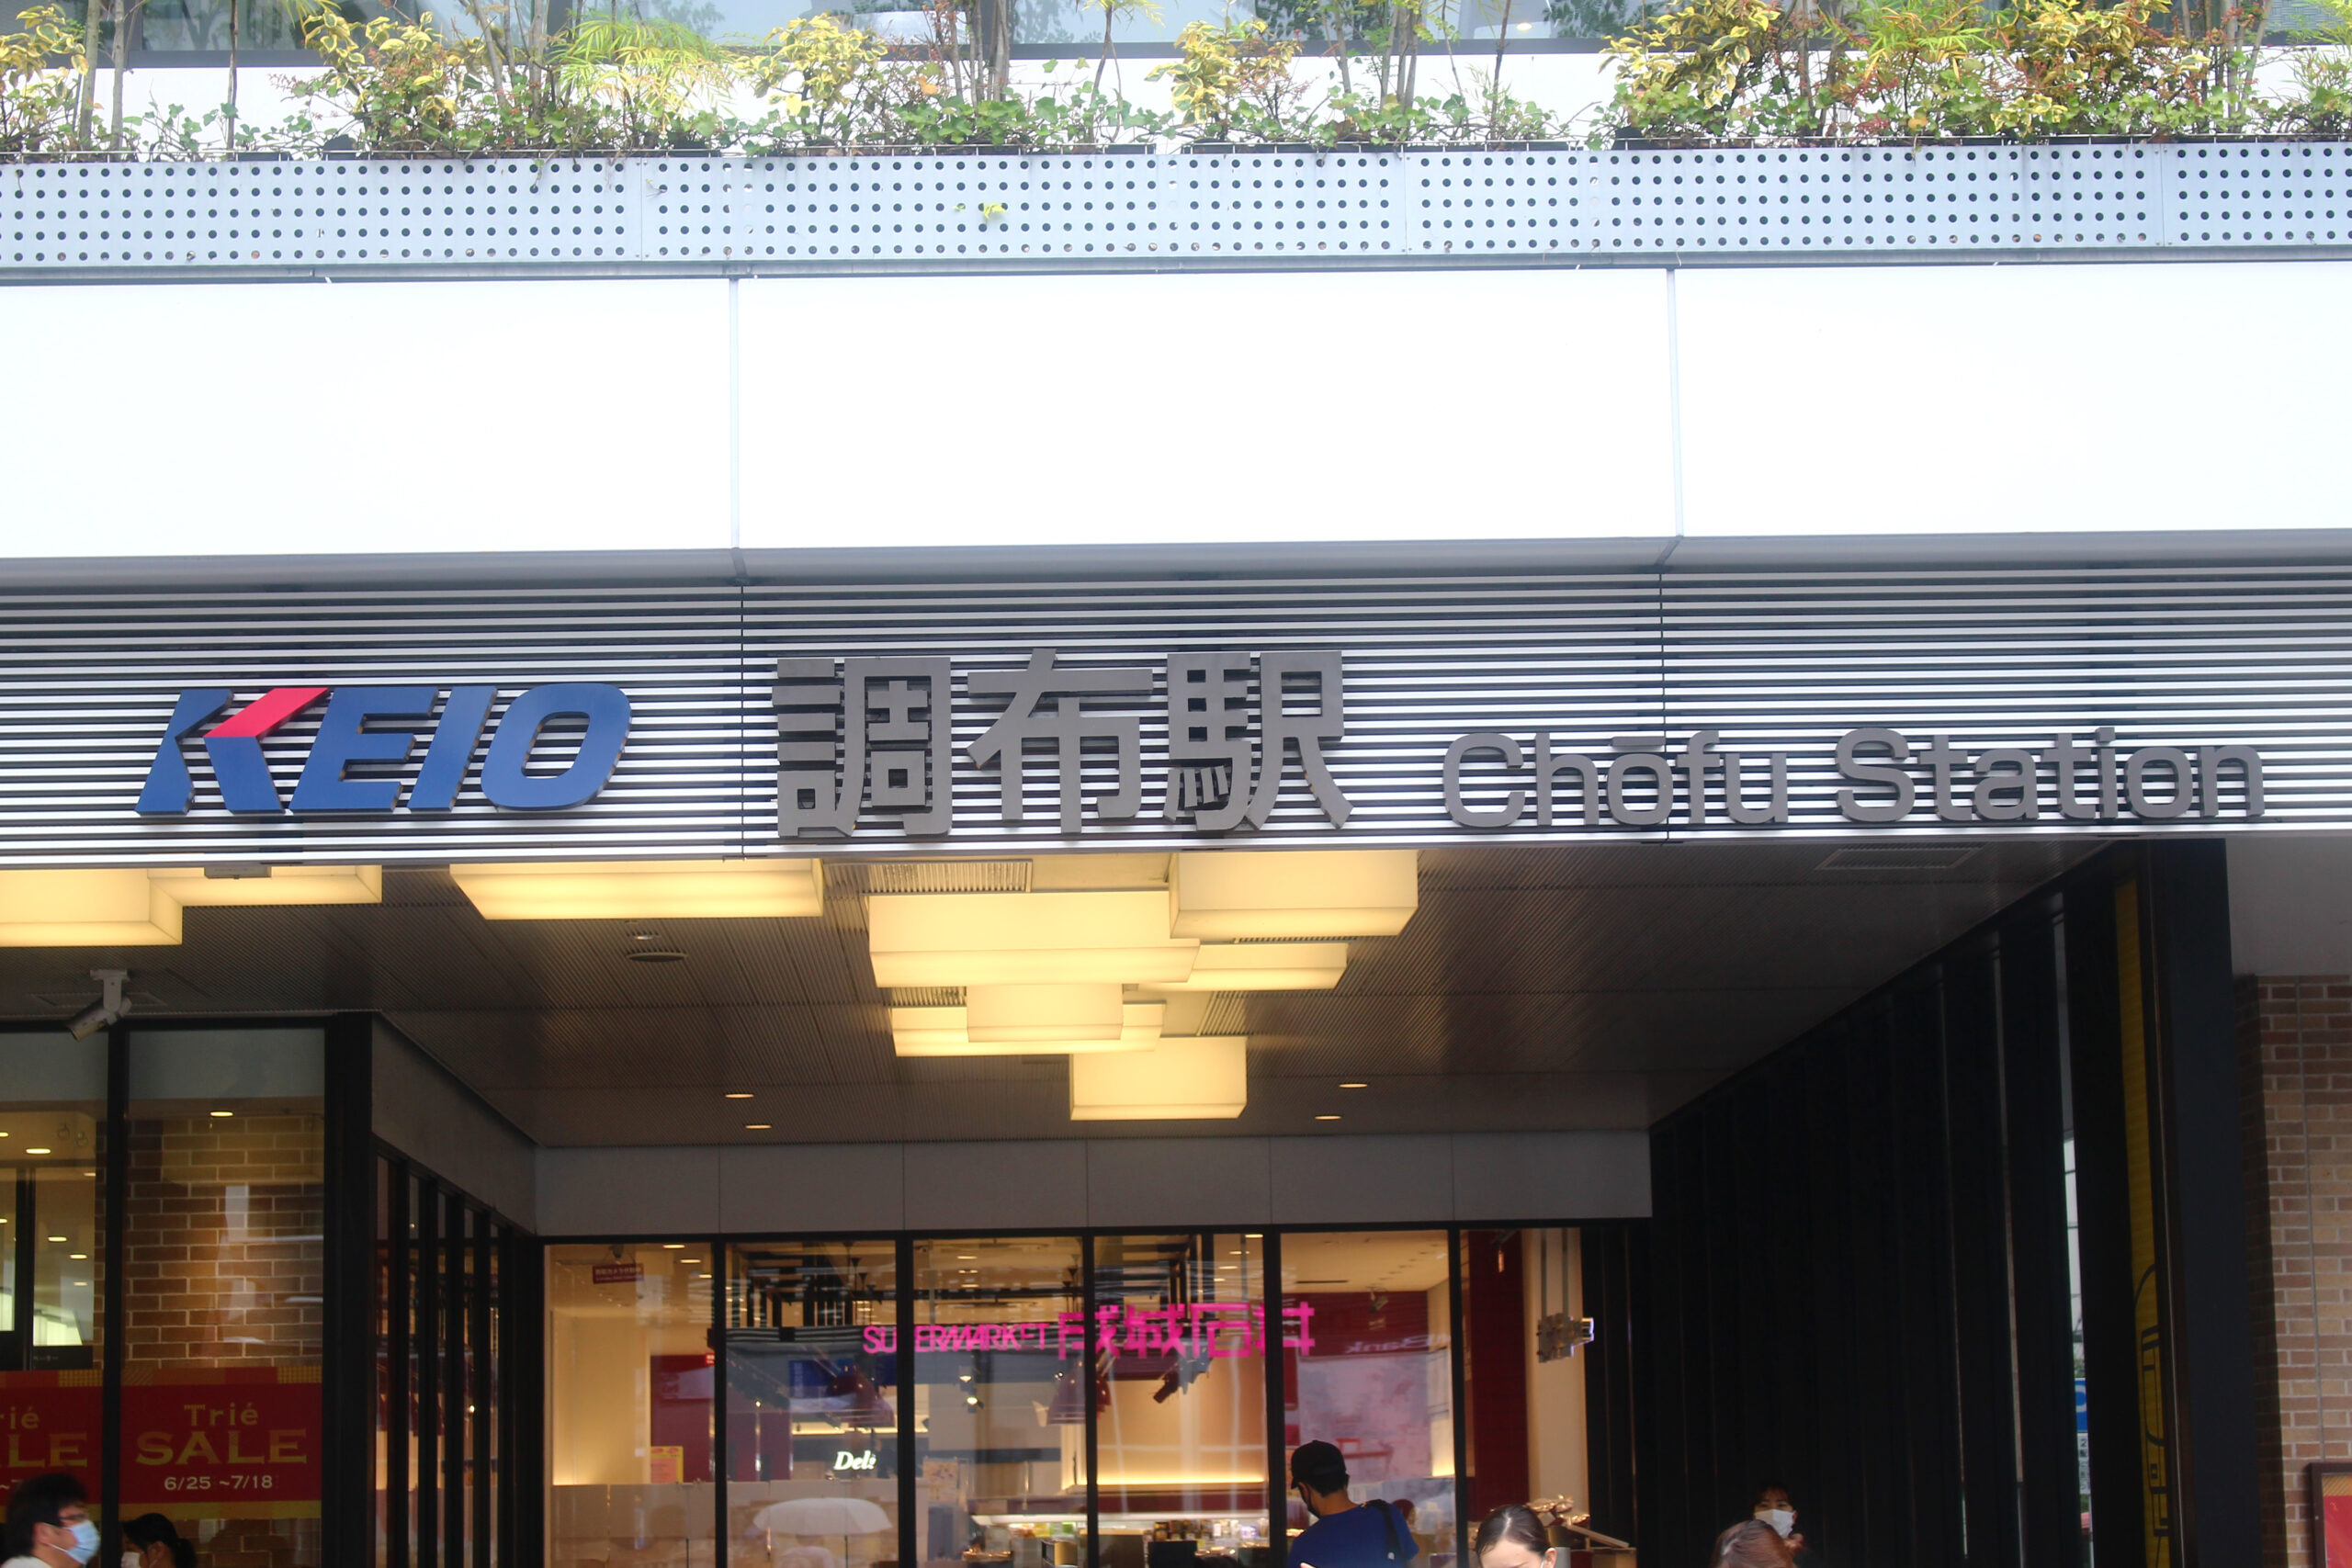 KEIO 調布駅 Chōfu Station
SUPERMARKET 成城石井
Trié
SALE
6/25 ~7/18